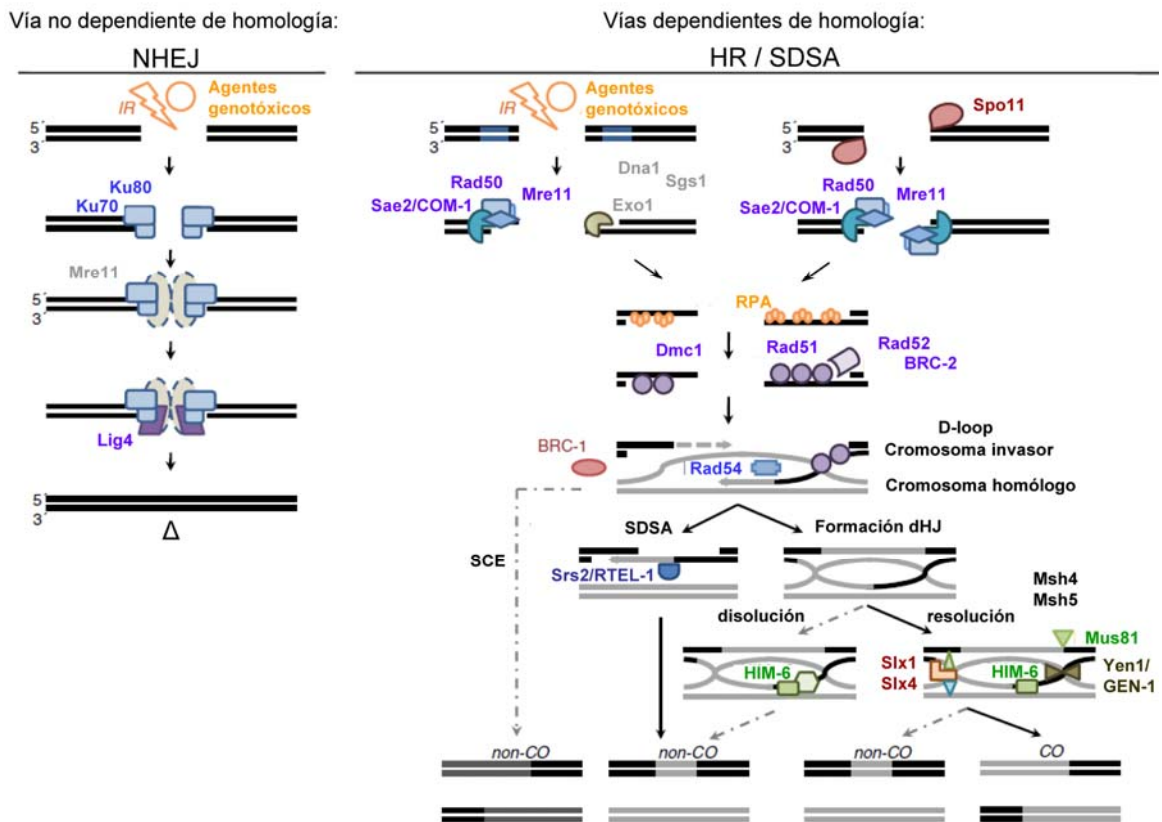 Vía no dependiente de homología:
NHEJ
IR
Agentes
genotóxicos
5´
3´
Ku80
Ku70
Mre11
5´
3´
Lig4
5´
3´
Δ
Vías dependientes de homología:
HR / SDSA
IR
Agentes
genotóxicos
Spo11
5´
3´
Dna1
Sgs1
Rad50
Mre11
Sae2/COM-1
Exo1
Rad50
Mre11
Sae2/COM-1
RPA
Dmc1
Rad51
Rad52
BRC-2
D-loop
BRC-1
Cromosoma invasor
Rad54
Cromosoma homólogo
SDSA
Formación dHJ
SCE
Srs2/RTEL-1
Msh4
Msh5
disolución
resolución
Mus81
HIM-6
Slx1
Slx4
HIM-6
Yen1/
GEN-1
non-CO
non-CO
non-CO
CO